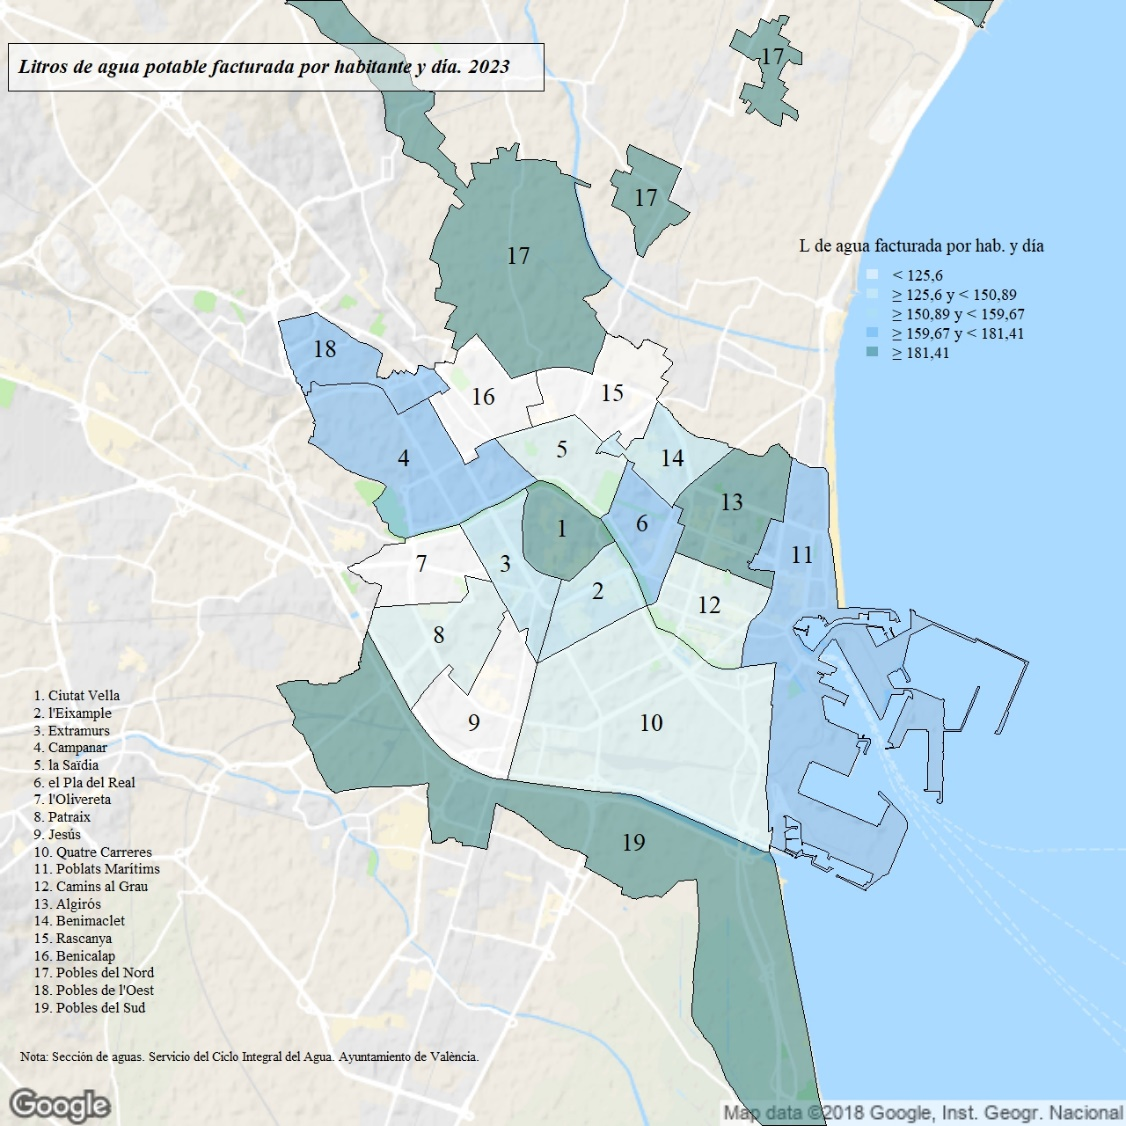 Litros de agua potable facturada por habitante y día. 2023
17
17
17
L de agua facturada por hab. y día
< 125,6
≥ 125,6 y < 150,89
≥ 150,89 y < 159,67
≥ 159,67 y < 181,41
≥ 181,41
18
16
15
5
4
14
13
6
1
11
7
3
2
12
8
9
10
19
1. Ciutat Vella
2. l'Eixample
3. Extramurs
4. Campanar
5. la Saïdia
6. el Pla del Real
7. l'Olivereta
8. Patraix
9. Jesús
10. Quatre Carreres
11. Poblats Marítims
12. Camins al Grau
13. Algirós
14. Benimaclet
15. Rascanya
16. Benicalap
17. Pobles del Nord
18. Pobles de l'Oest
19. Pobles del Sud
Nota: Sección de aguas. Servicio del Ciclo Integral del Agua. Ayuntamiento de València.
Google
Map data ©2018 Google, Inst. Geogr. Nacional